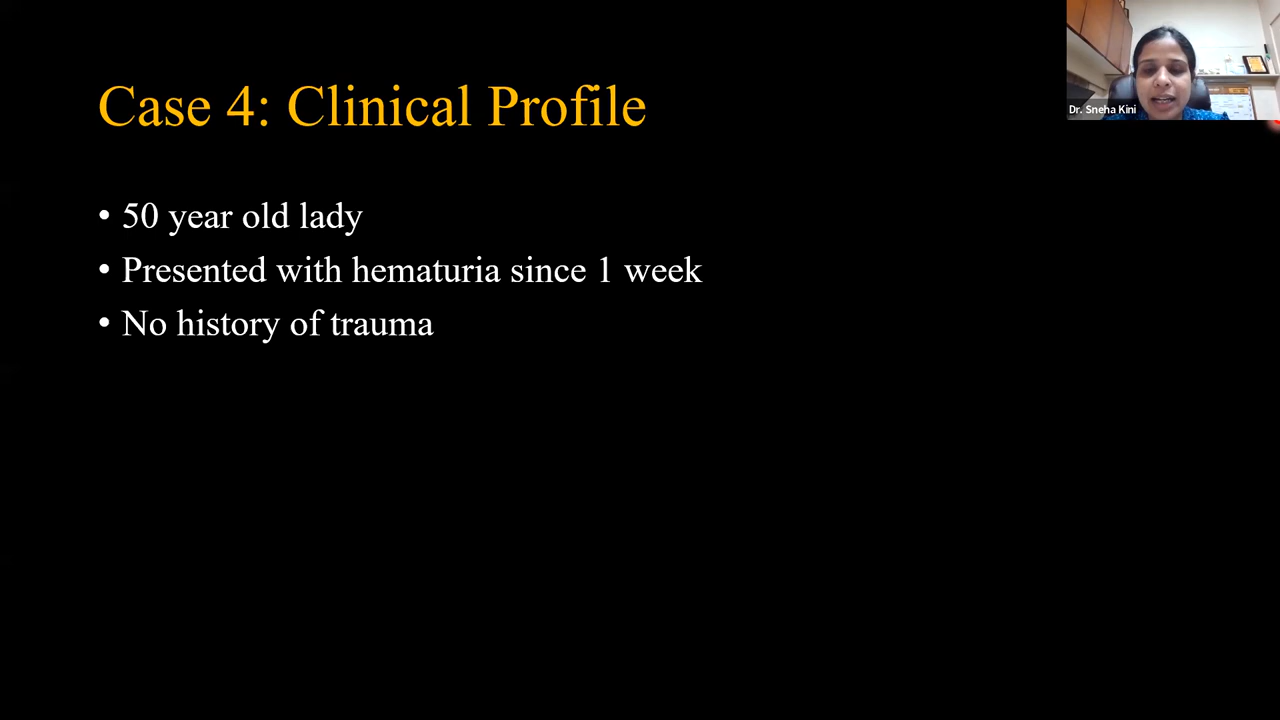 Case 4: Clinical Profile
• 50 year old lady
• Presented with hematuria since 1 week
• No history of trauma
Dr. Sneha Kini